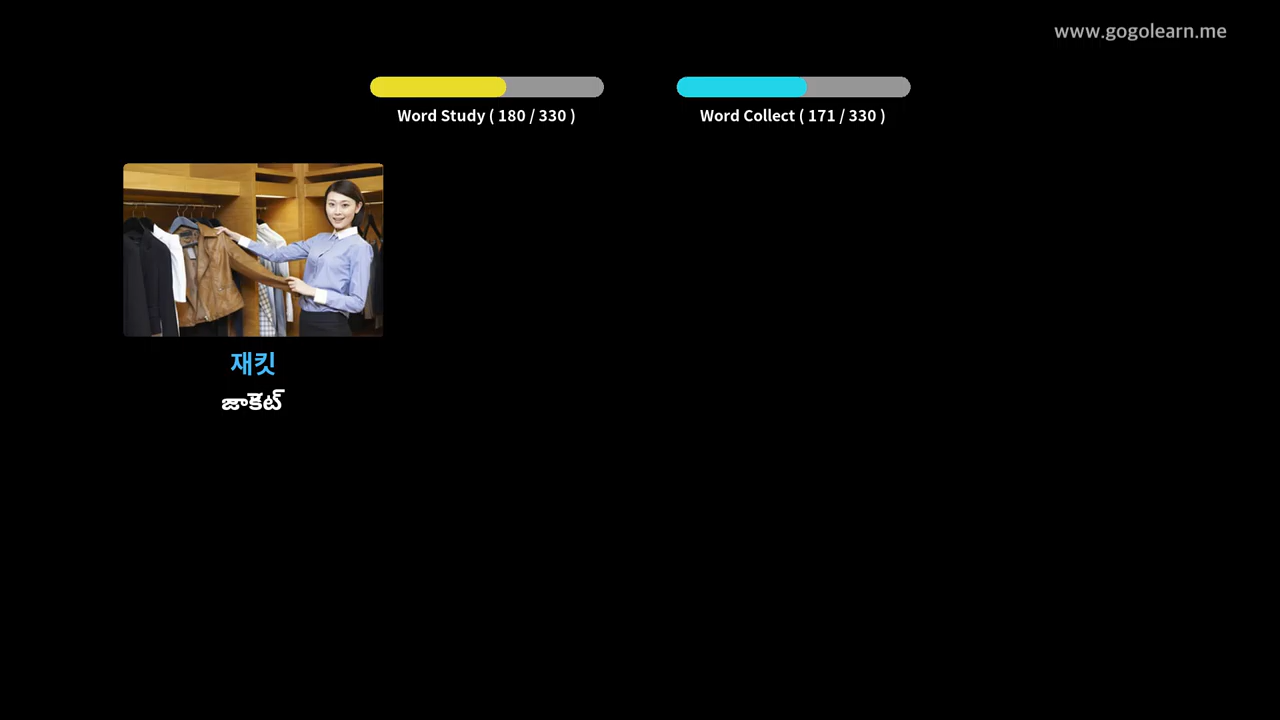 www.gogolearn.me
Word Study ( 180 / 330 )
Word Collect ( 171 / 330 )
재킷
జాకెట్